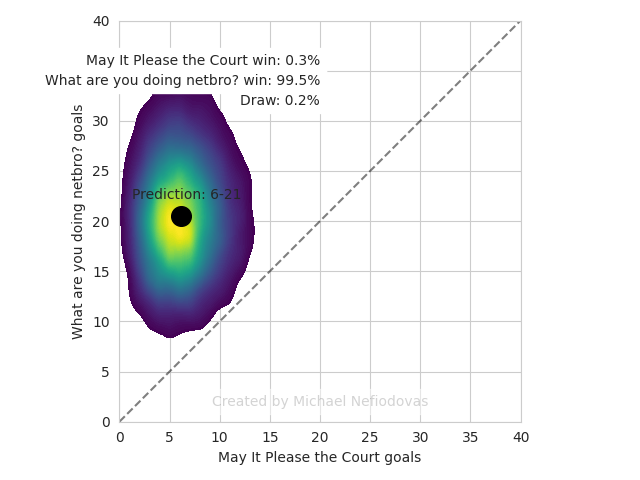 May It Please the Court win: 0.3%
What are you doing netbro? win: 99.5%
Draw: 0.2%
Prediction: 6-21
What are you doing netbro? goals
40
30
25
20
15
10
5
0
0 5 10 15 20 25 30 35 40
May It Please the Court goals
Created by Michael Nefiodovas